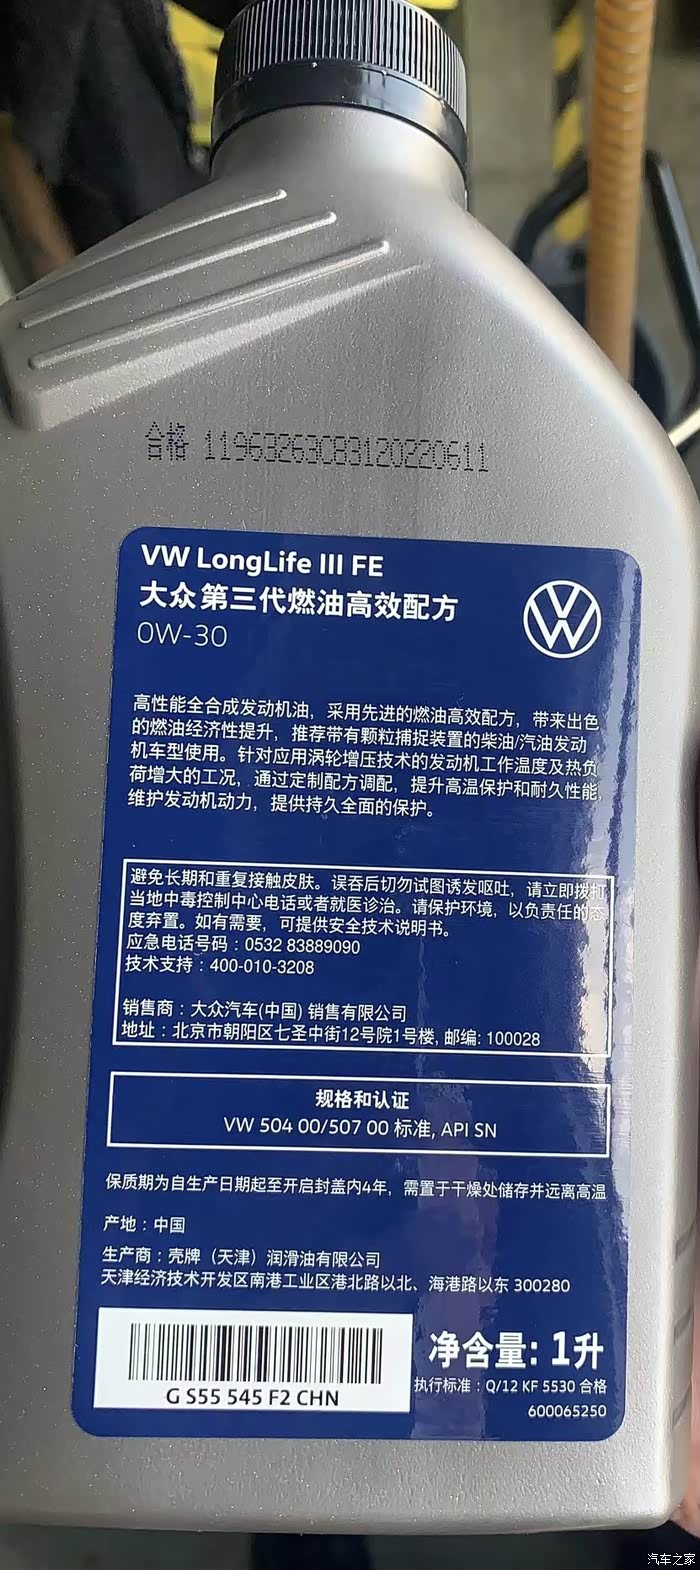 合格 11963263CB3120220611
VW LongLife III FE
大众第三代燃油高效配方
0W-30
高性能全合成发动机油，采用先进的燃油高效配方，带来出色
的燃油经济性提升，推荐带有颗粒捕捉装置的柴油/汽油发动
机车型使用。针对应用涡轮增压技术的发动机工作温度及热负
荷增大的工况，通过定制配方调配，提升高温保护和耐久性能，
维护发动机动力，提供持久全面的保护。
避免长期和重复接触皮肤。误吞后切勿试图诱发呕吐，请立即拨打
当地中毒控制中心电话或者就医诊治。请保护环境，以负责任的态
度弃置。如有需要，可提供安全技术说明书。
应急电话号码：0532 83889090
技术支持：400-010-3208
销售商：大众汽车(中国) 销售有限公司
地址：北京市朝阳区七圣中街12号院1号楼, 邮编: 100028
规格和认证
VW 504 00/507 00 标准, API SN
保质期为自生产日期起至开启封盖内4年，需置于干燥处储存并远离高温
产地：中国
生产商：壳牌（天津）润滑油有限公司
天津经济技术开发区南港工业区港北路以北、海港路以东 300280
净含量: 1升
G S55 545 F2 CHN
执行标准：Q/12 KF 5530 合格
600065250
汽车之家